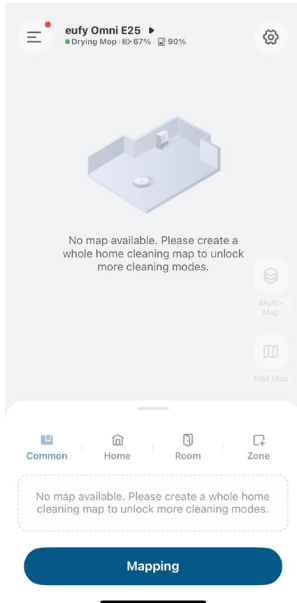 eufy Omni E25
Drying Mop 67% 90%
No map available. Please create a
whole home cleaning map to unlock
more cleaning modes.
Multi-
Map
Edit Map
Common Home Room Zone
No map available. Please create a whole home
cleaning map to unlock more cleaning modes.
Mapping